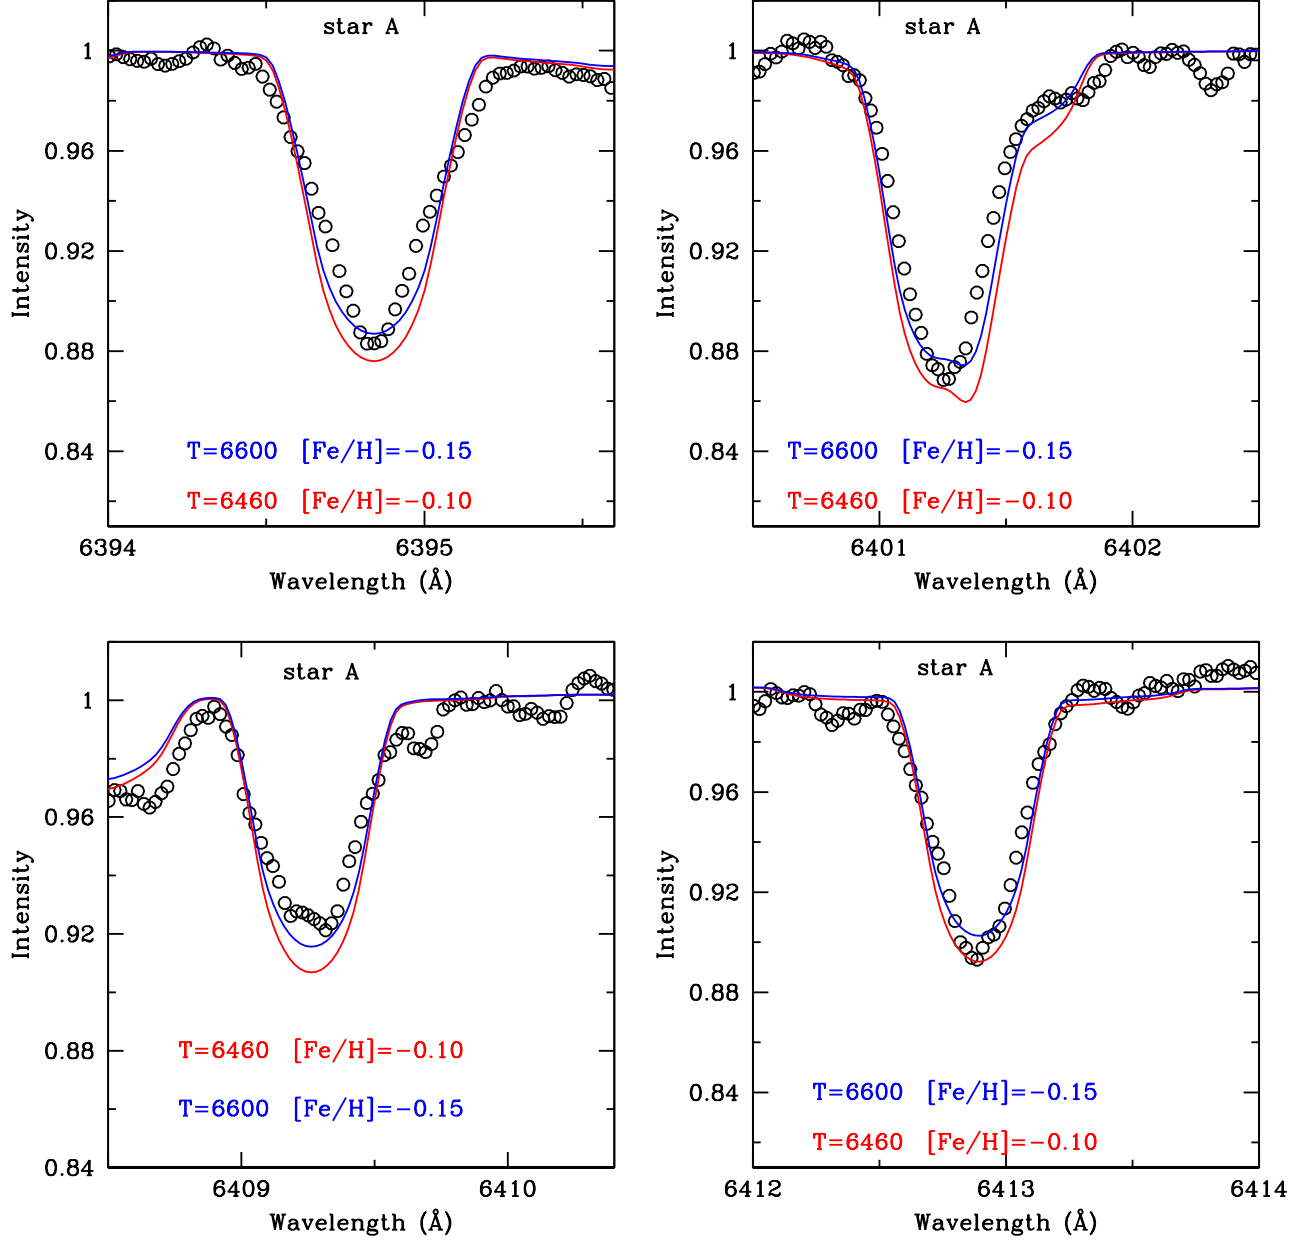 star A
1
0.96
0.92
0.88
0.84
Intensity
T=6600 [Fe/H]=−0.15
T=6460 [Fe/H]=−0.10
6394 6395
Wavelength (Å)
star A
1
0.96
0.92
0.88
0.84
Intensity
T=6600 [Fe/H]=−0.15
T=6460 [Fe/H]=−0.10
6401 6402
Wavelength (Å)
star A
1
0.96
0.92
0.88
0.84
Intensity
T=6460 [Fe/H]=−0.10
T=6600 [Fe/H]=−0.15
6409 6410
Wavelength (Å)
star A
1
0.96
0.92
0.88
0.84
Intensity
T=6600 [Fe/H]=−0.15
T=6460 [Fe/H]=−0.10
6412 6413 6414
Wavelength (Å)